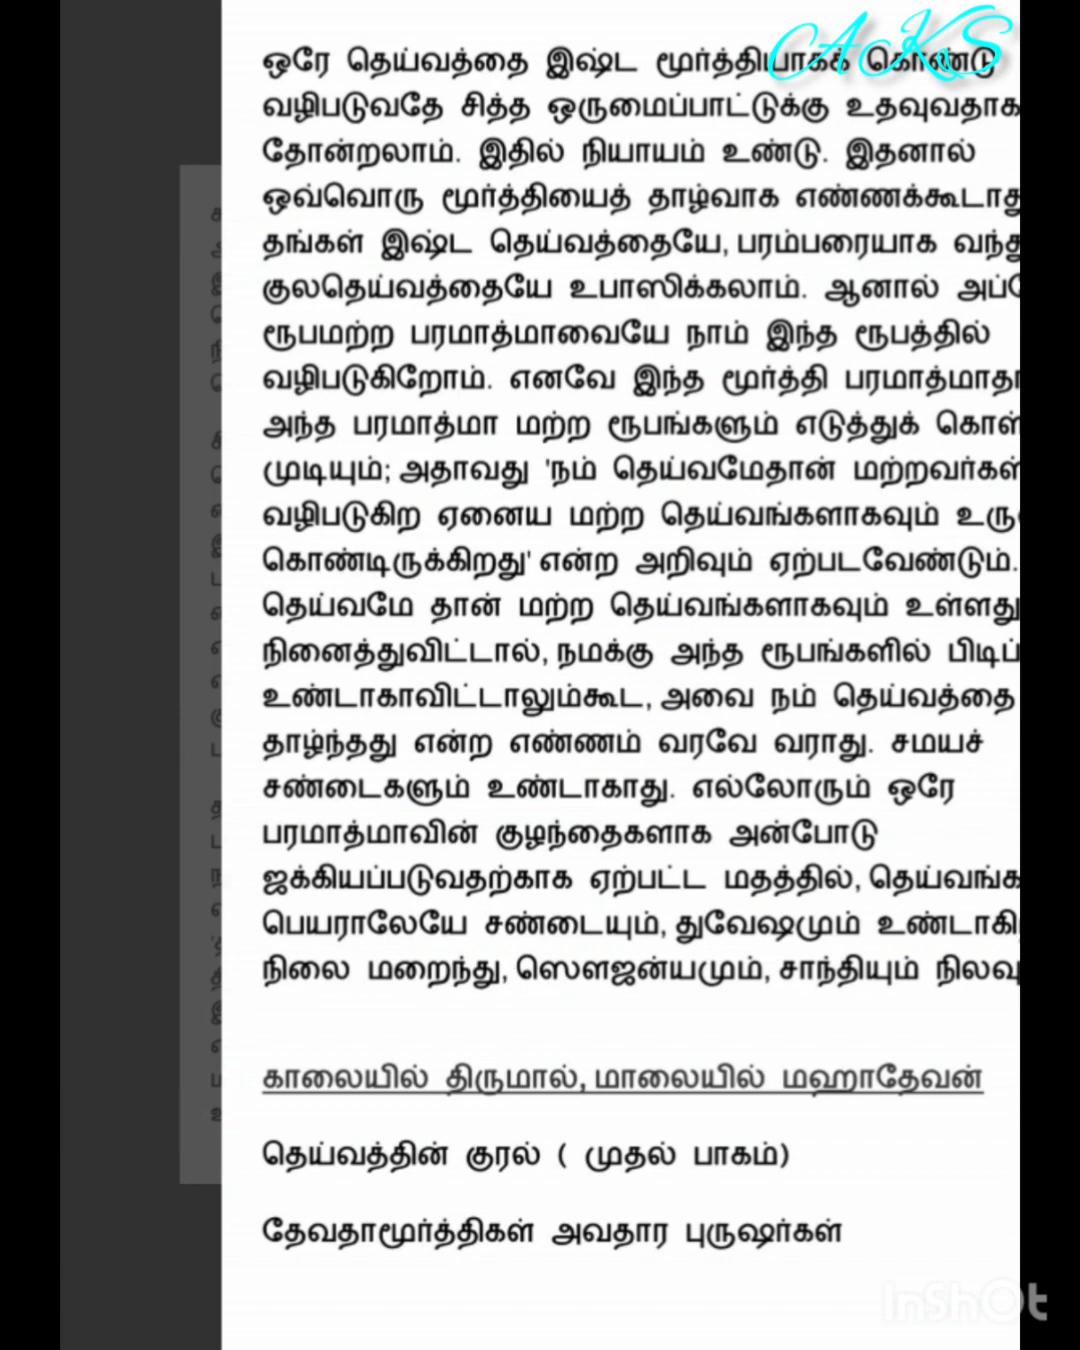 ACKS
ஒரே தெய்வத்தை இஷ்ட மூர்த்தியாகக் கொண்டு
வழிபடுவதே சித்த ஒருமைப்பாட்டுக்கு உதவுவதாக
தோன்றலாம். இதில் நியாயம் உண்டு. இதனால்
ஒவ்வொரு மூர்த்தியைத் தாழ்வாக எண்ணக்கூடாது
தங்கள் இஷ்ட தெய்வத்தையே, பரம்பரையாக வந்து
குலதெய்வத்தையே உபாஸிக்கலாம். ஆனால்
ரூபமற்ற பரமாத்மாவையே நாம் இந்த ரூபத்தில்
வழிபடுகிறோம். எனவே இந்த மூர்த்தி
அந்த பரமாத்மா மற்ற ரூபங்களும் எடுத்துக்
முடியும்; அதாவது 'நம் தெய்வமேதான் மற்றவர்கள்
வழிபடுகிற ஏனைய மற்ற தெய்வங்களாகவும்
கொண்டிருக்கிறது' என்ற அறிவும் ஏற்படவேண்டும்.
தெய்வமே தான் மற்ற தெய்வங்களாகவும் உள்ளது
நினைத்துவிட்டால், நமக்கு அந்த ரூபங்களில்
உண்டாகாவிட்டாலும்கூட, அவை நம் தெய்வத்தை
தாழ்ந்தது என்ற எண்ணம் வரவே வராது. சமயச்
சண்டைகளும் உண்டாகாது. எல்லோரும் ஒரே
பரமாத்மாவின் குழந்தைகளாக அன்போடு
ஐக்கியப்படுவதற்காக ஏற்பட்ட மதத்தில்,
பெயராலேயே சண்டையும், துவேஷமும்
நிலை மறைந்து, ஸௌஜன்யமும், சாந்தியும்
காலையில் திருமால், மாலையில் மஹாதேவன்
தெய்வத்தின் குரல் ( முதல் பாகம்)
தேவதாமூர்த்திகள் அவதார புருஷர்கள்
InShOt